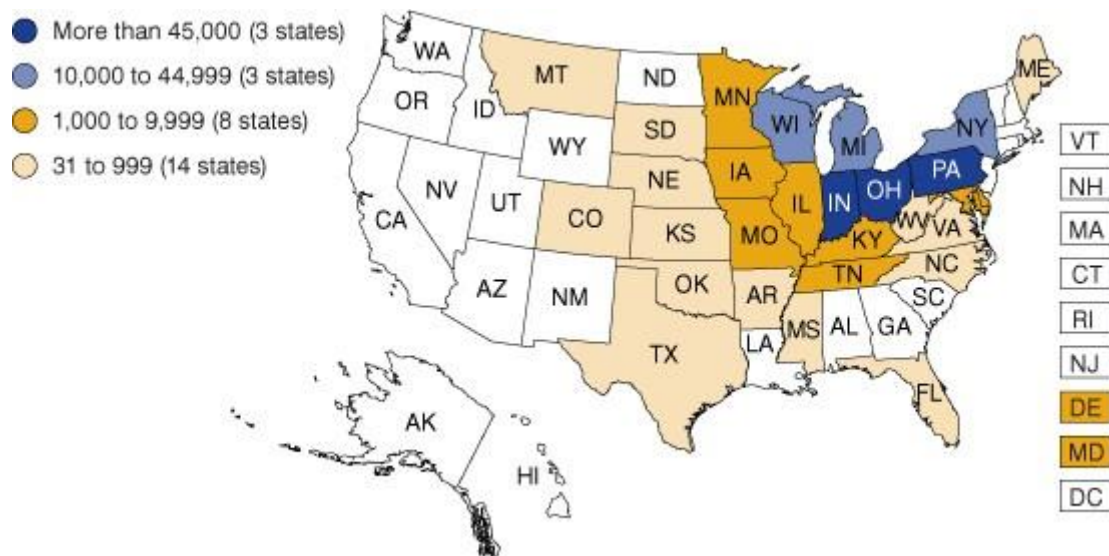 More than 45,000 (3 states)
10,000 to 44,999 (3 states)
1,000 to 9,999 (8 states)
31 to 999 (14 states)
WA
MT
ND
MN
ME
OR
ID
SD
WI
MI
NY
WY
VT
NV
UT
NE
IA
PA
NH
CA
CO
KS
MO
IL
IN
OH
WV
VA
MA
KY
CT
AZ
NM
OK
AR
TN
NC
SC
RI
TX
LA
MS
AL
GA
NJ
FL
DE
AK
MD
HI
DC